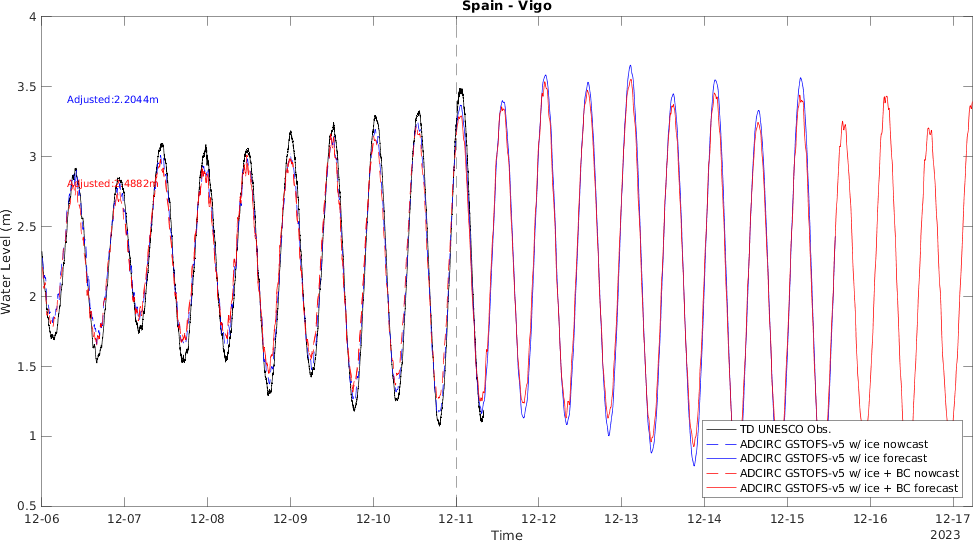 Spain - Vigo
4
3.5
3
2.5
2
1.5
1
0.5
Water Level (m)
Adjusted:2.2044m
TD UNESCO Obs.
ADCIRC GSTOFS-v5 w/ ice nowcast
ADCIRC GSTOFS-v5 w/ ice forecast
ADCIRC GSTOFS-v5 w/ ice + BC nowcast
ADCIRC GSTOFS-v5 w/ ice + BC forecast
12-06 12-07 12-08 12-09 12-10 12-11 12-12 12-13 12-14 12-15 12-16 12-17
Time
2023